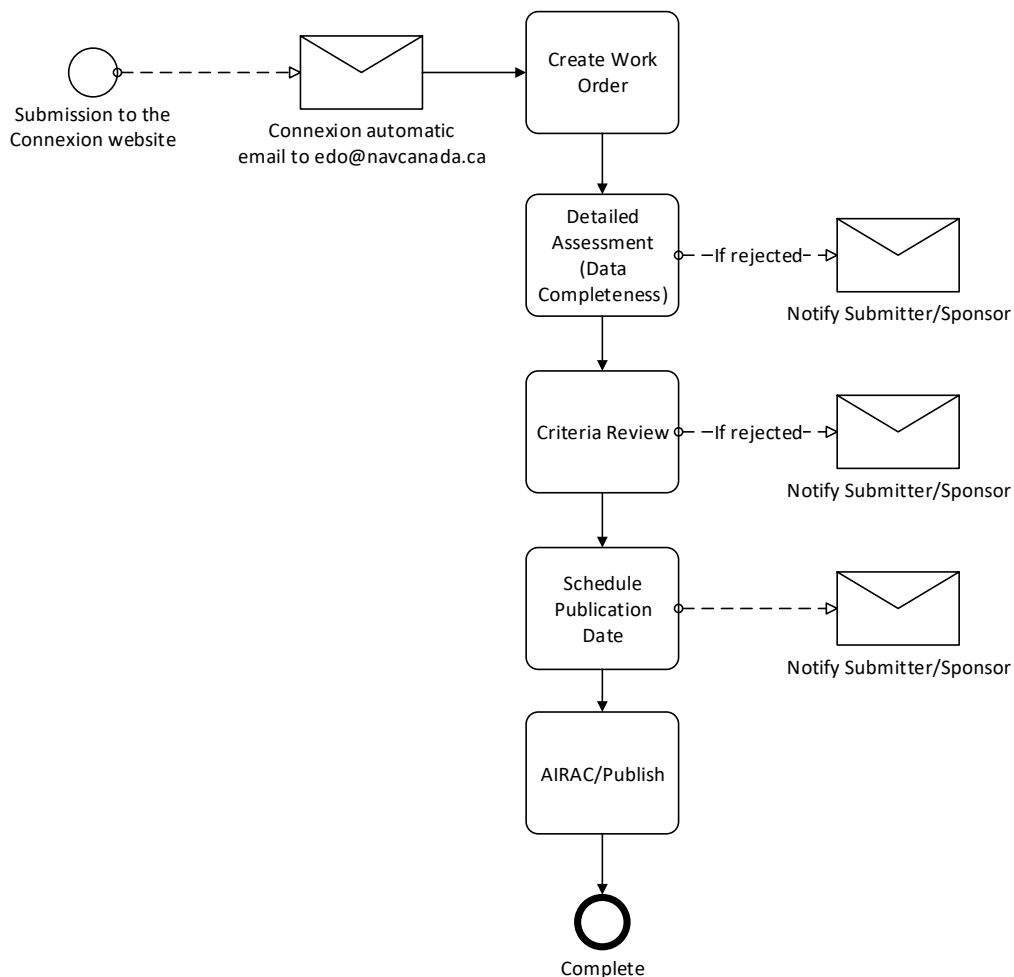 Submission to the
Connexion website
Connexion automatic
email to edo@navcanada.ca
Create Work
Order
Detailed
Assessment
(Data
Completeness)
If rejected
Notify Submitter/Sponsor
Criteria Review
If rejected
Notify Submitter/Sponsor
Schedule
Publication
Date
Notify Submitter/Sponsor
AIRAC/Publish
Complete